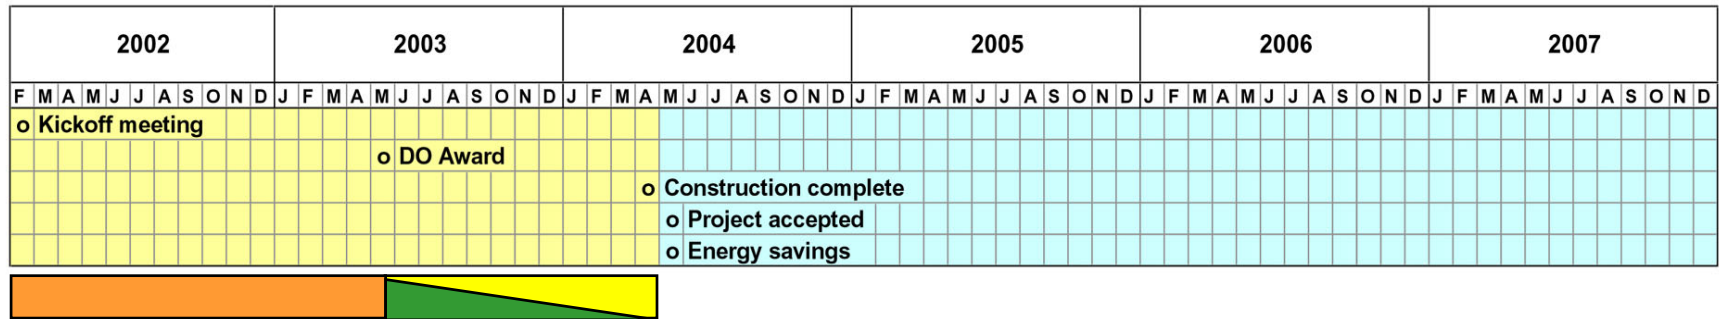 2002 2003 2004 2005 2006 2007
F M A M J J A S O N D J F M A M J J A S O N D J F M A M J J A S O N D J F M A M J J A S O N D J F M A M J J A S O N D J F M A M J J A S O N D
o Kickoff meeting
o DO Award
o Construction complete
o Project accepted
o Energy savings